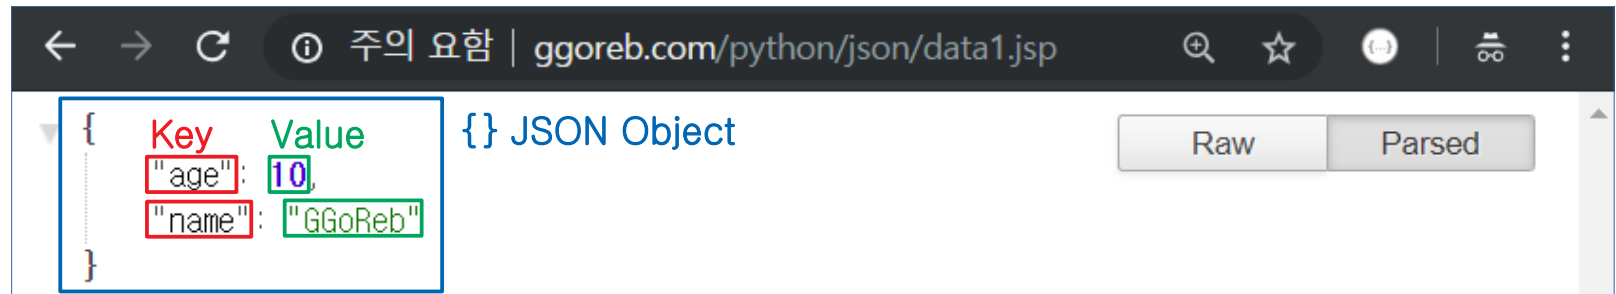 주의 요함 | ggoreb.com/python/json/data1.jsp
{ Key Value {} JSON Object Raw Parsed
"age": 10,
"name": "GGoReb"
}